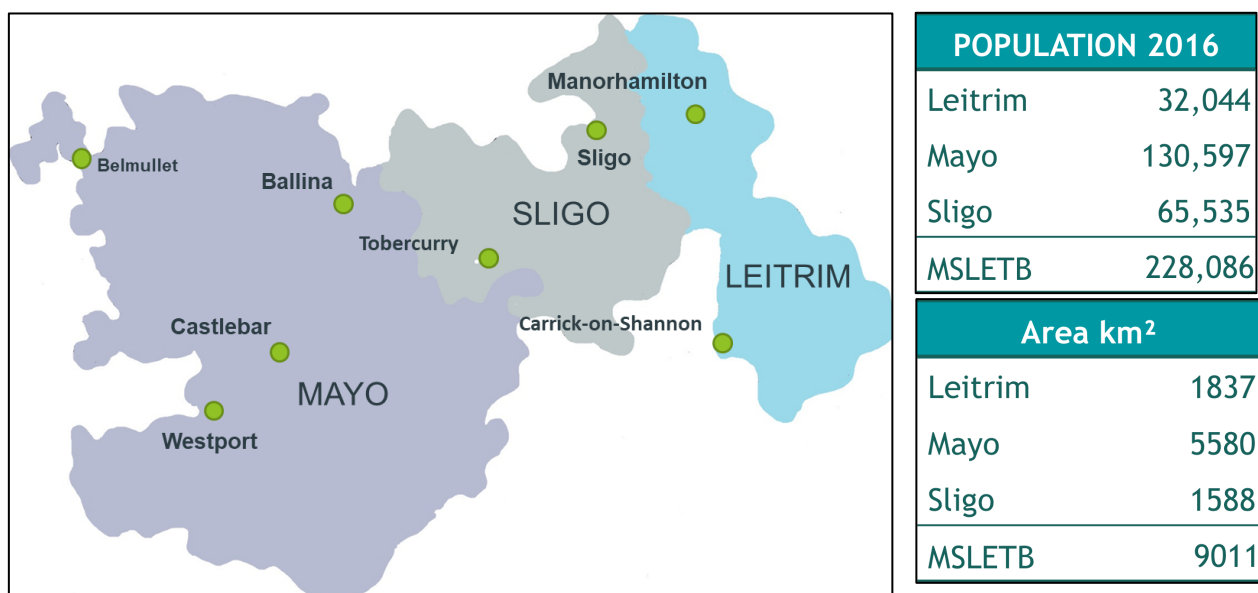 Manorhamilton
Belmullet
Sligo
Ballina
SLIGO
Tobercurry
LEITRIM
Carrick-on-Shannon
Castlebar
MAYO
Westport
POPULATION 2016
Leitrim 32,044
Mayo 130,597
Sligo 65,535
MSLETB 228,086
Area km²
Leitrim 1837
Mayo 5580
Sligo 1588
MSLETB 9011